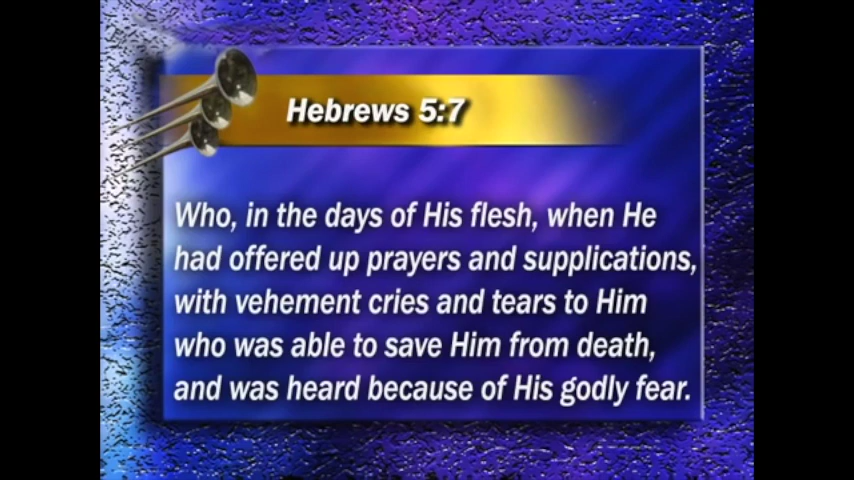 Hebrews 5:7
Who, in the days of His flesh, when He
had offered up prayers and supplications,
with vehement cries and tears to Him
who was able to save Him from death,
and was heard because of His godly fear.